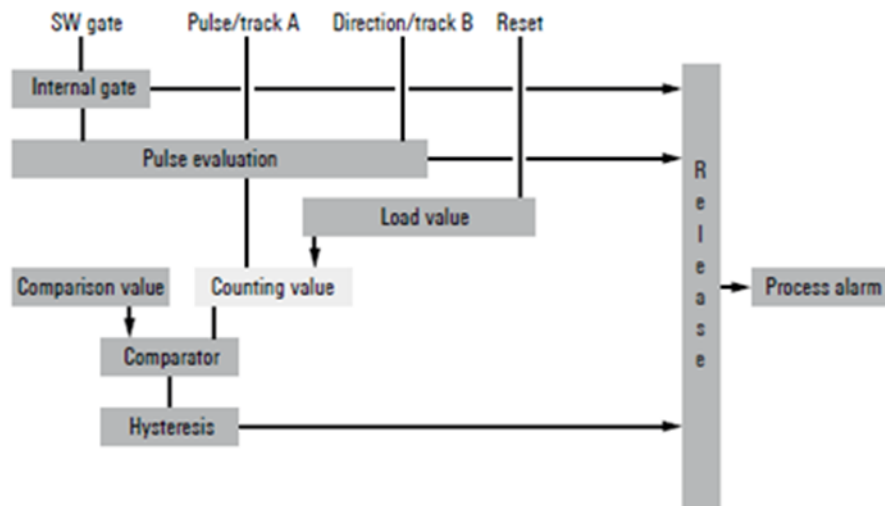 SW gate
Pulse/track A
Direction/track B
Reset
Internal gate
Pulse evaluation
Load value
Comparison value
Counting value
Comparator
Hysteresis
Release
Process alarm